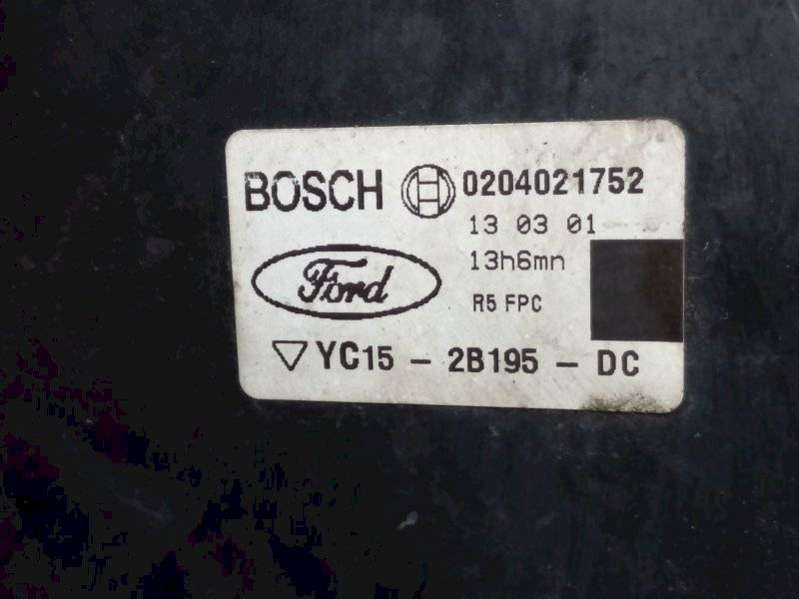 BOSCH 0204021752
13 03 01
13h6mn
Ford
R5 FPC
YC15 - 2B195 - DC